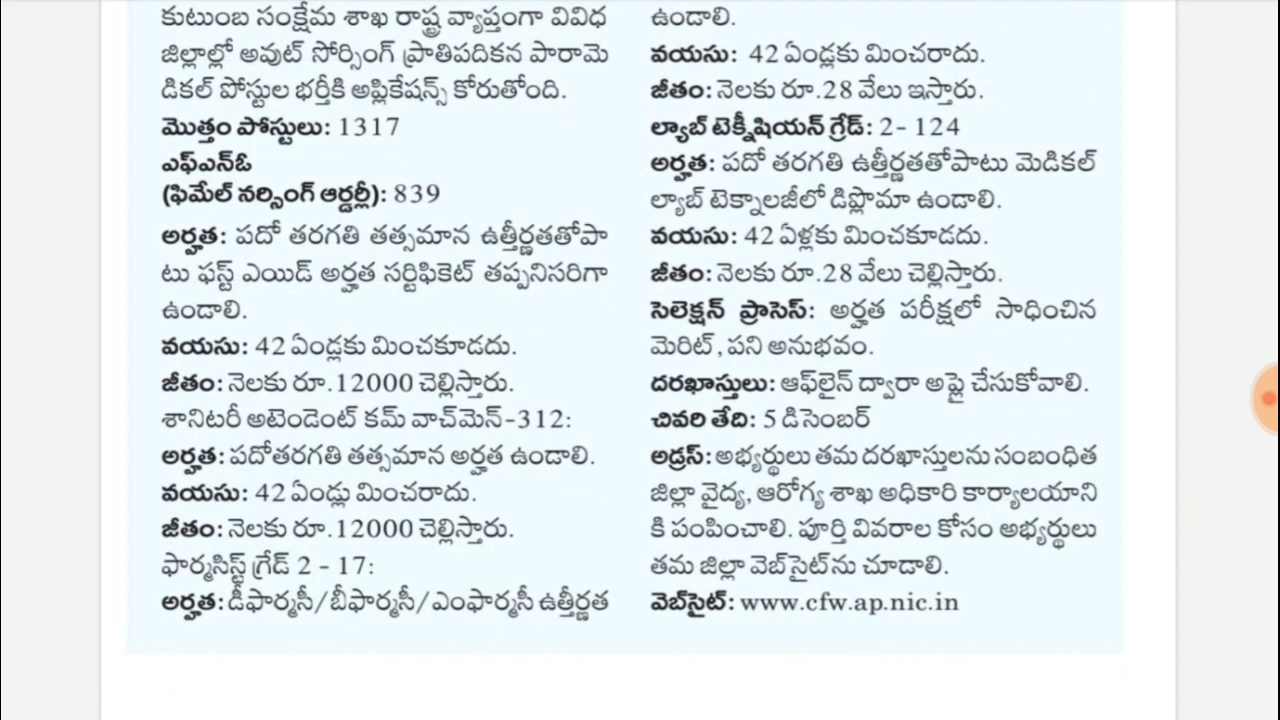 కుటుంబ సంక్షేమ శాఖ రాష్ట్ర వ్యాప్తంగా వివిధ
జిల్లాల్లో అవుట్ సోర్సింగ్ ప్రాతిపదికన పారామె
డికల్ పోస్టుల భర్తీకి అప్లికేషన్స్ కోరుతోంది.
మొత్తం పోస్టులు: 1317
ఎఫ్ఎన్ఓ
(ఫిమేల్ నర్సింగ్ ఆర్డర్లీ): 839
అర్హత: పదో తరగతి తత్సమాన ఉత్తీర్ణతతోపా
టు ఫస్ట్ ఎయిడ్ అర్హత సర్టిఫికెట్ తప్పనిసరిగా
ఉండాలి.
వయసు: 42 ఏండ్లకు మించకూడదు.
జీతం: నెలకు రూ.12000 చెల్లిస్తారు.
శానిటరీ అటెండెంట్ కమ్ వాచ్‌మెన్-312:
అర్హత: పదోతరగతి తత్సమాన అర్హత ఉండాలి.
వయసు: 42 ఏండ్లు మించరాదు.
జీతం: నెలకు రూ.12000 చెల్లిస్తారు.
ఫార్మసిస్ట్ గ్రేడ్ 2 - 17:
అర్హత: డీఫార్మసీ/బీఫార్మసీ/ఎంఫార్మసీ ఉత్తీర్ణత
ఉండాలి.
వయసు: 42 ఏండ్లకు మించరాదు.
జీతం: నెలకు రూ.28 వేలు ఇస్తారు.
ల్యాబ్ టెక్నీషియన్ గ్రేడ్: 2- 124
అర్హత: పదో తరగతి ఉత్తీర్ణతతోపాటు మెడికల్
ల్యాబ్ టెక్నాలజీలో డిప్లొమా ఉండాలి.
వయసు: 42 ఏళ్లకు మించకూడదు.
జీతం: నెలకు రూ.28 వేలు చెల్లిస్తారు.
సెలెక్షన్ ప్రాసెస్: అర్హత పరీక్షలో సాధించిన
మెరిట్, పని అనుభవం.
దరఖాస్తులు: ఆఫ్‌లైన్ ద్వారా అప్లై చేసుకోవాలి.
చివరి తేది: 5 డిసెంబర్
అడ్రస్: అభ్యర్థులు తమ దరఖాస్తులను సంబంధిత
జిల్లా వైద్య, ఆరోగ్య శాఖ అధికారి కార్యాలయాని
కి పంపించాలి. పూర్తి వివరాల కోసం అభ్యర్థులు
తమ జిల్లా వెబ్‌సైట్‌ను చూడాలి.
వెబ్‌సైట్: www.cfw.ap.nic.in